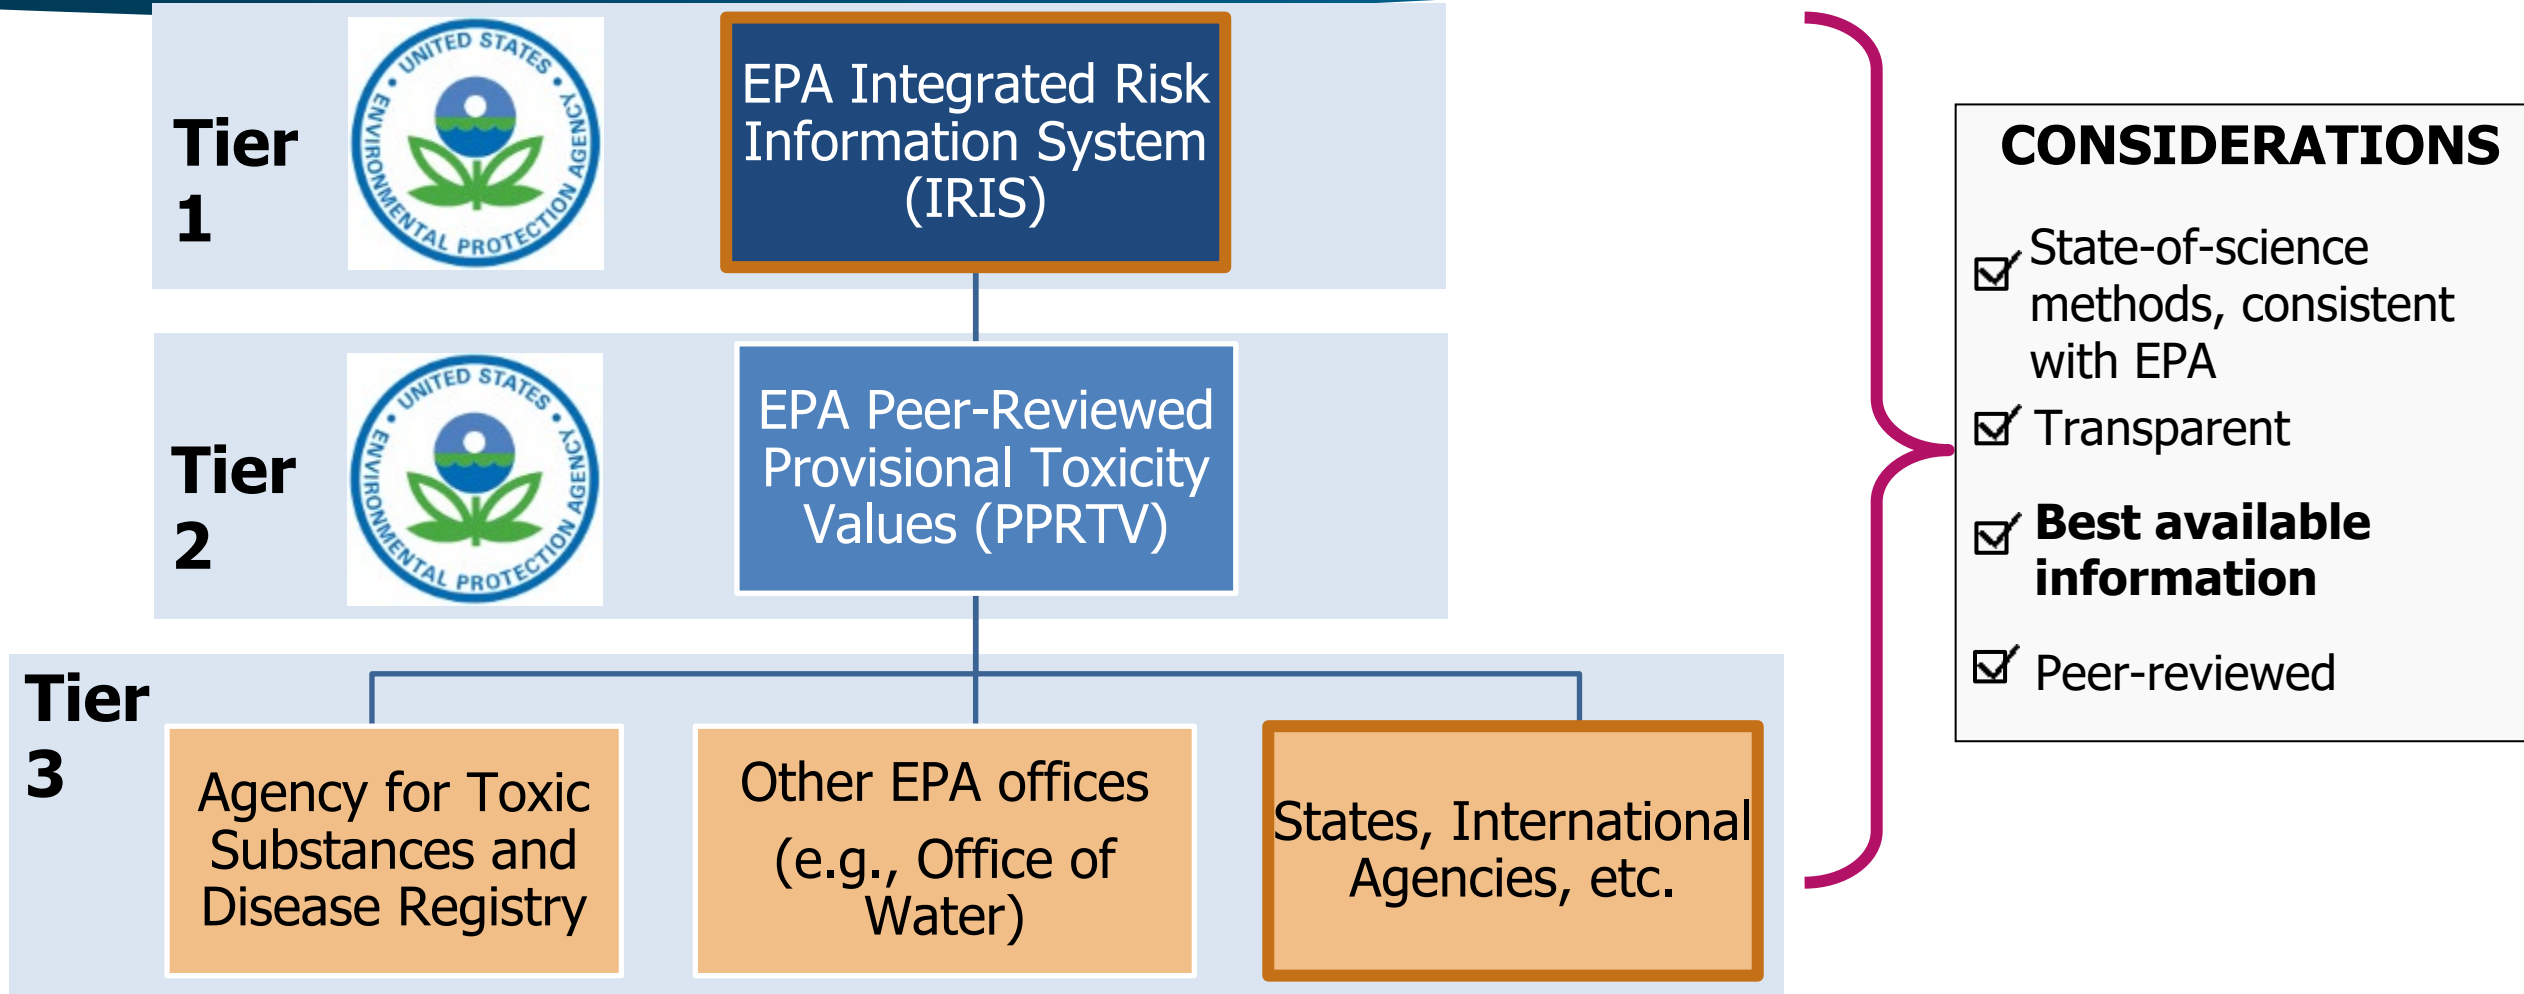 Tier
1
UNITED STATES
ENVIRONMENTAL PROTECTION AGENCY
EPA Integrated Risk
Information System
(IRIS)
Tier
2
UNITED STATES
ENVIRONMENTAL PROTECTION AGENCY
EPA Peer-Reviewed
Provisional Toxicity
Values (PPRTV)
Tier
3
Agency for Toxic
Substances and
Disease Registry
Other EPA offices
(e.g., Office of
Water)
States, International
Agencies, etc.
CONSIDERATIONS
State-of-science
methods, consistent
with EPA
Transparent
Best available
information
Peer-reviewed